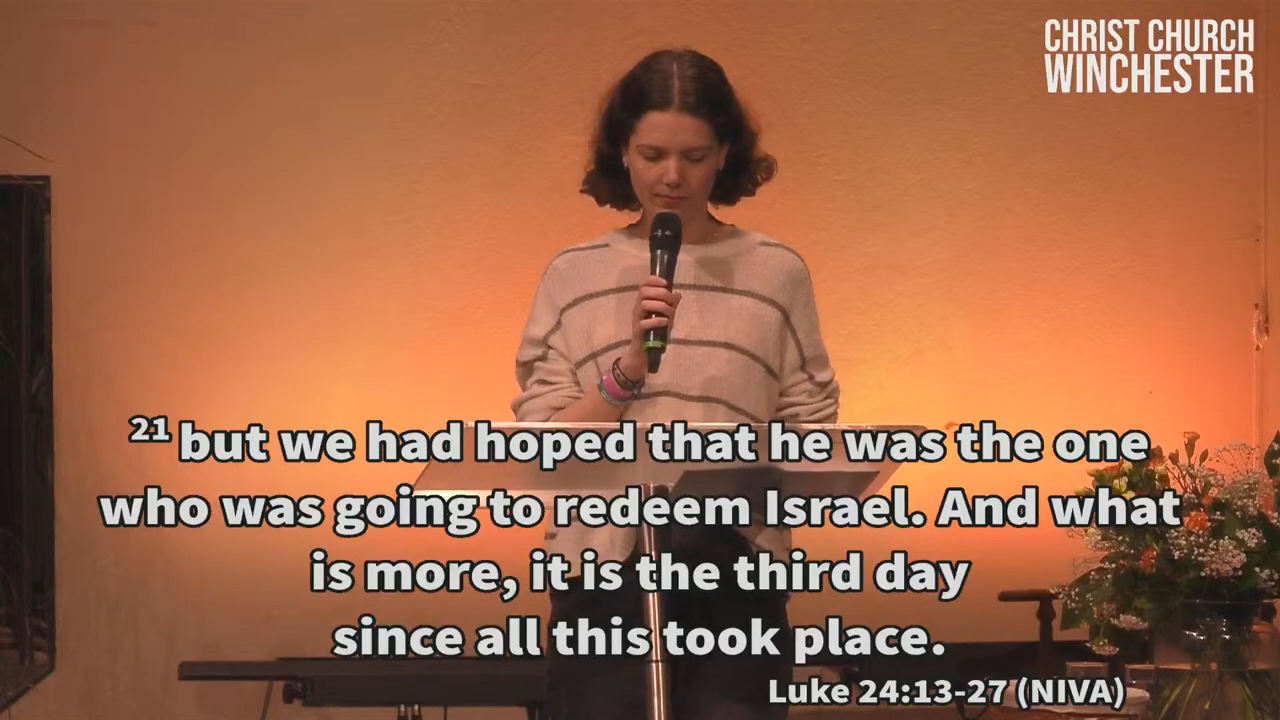 CHRIST CHURCH
WINCHESTER
21 but we had hoped that he was the one
who was going to redeem Israel. And what
is more, it is the third day
since all this took place.
Luke 24:13-27 (NIVA)